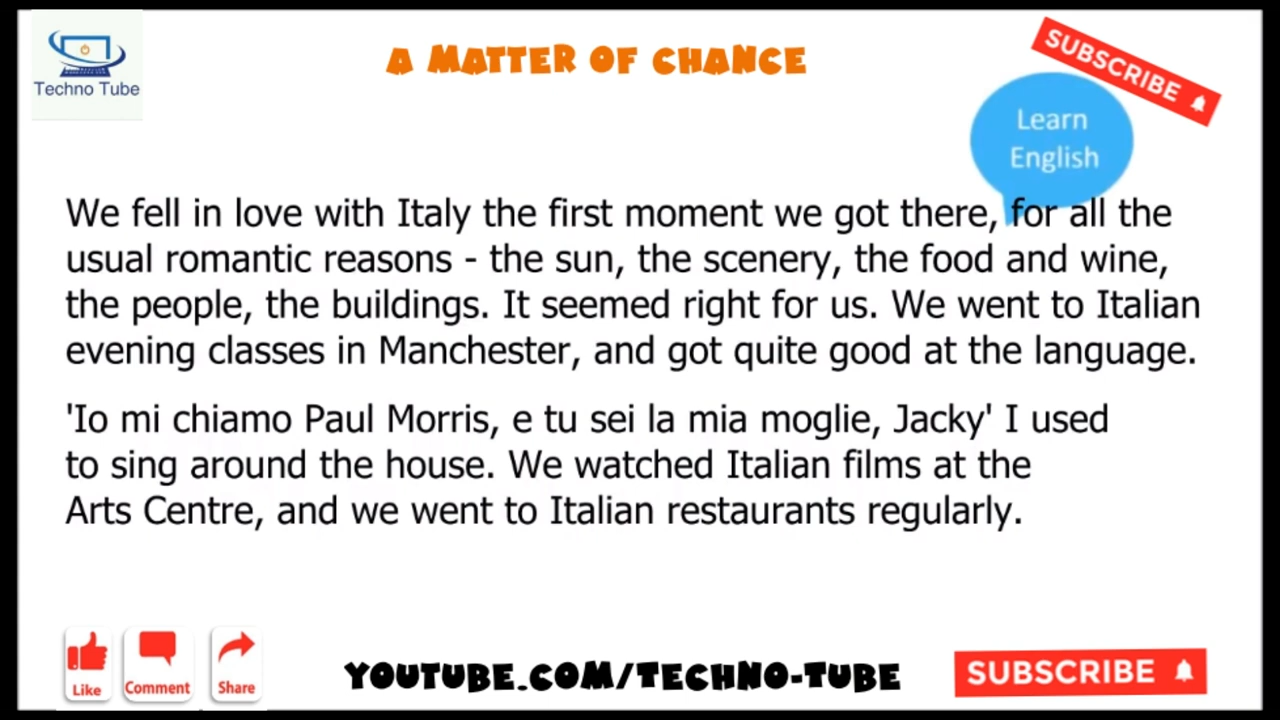 Techno Tube
A MATTER OF CHANCE
SUBSCRIBE
Learn
English
We fell in love with Italy the first moment we got there, for all the
usual romantic reasons - the sun, the scenery, the food and wine,
the people, the buildings. It seemed right for us. We went to Italian
evening classes in Manchester, and got quite good at the language.
'Io mi chiamo Paul Morris, e tu sei la mia moglie, Jacky' I used
to sing around the house. We watched Italian films at the
Arts Centre, and we went to Italian restaurants regularly.
Like
Comment
Share
YOUTUBE.COM/TECHNO-TUBE
SUBSCRIBE